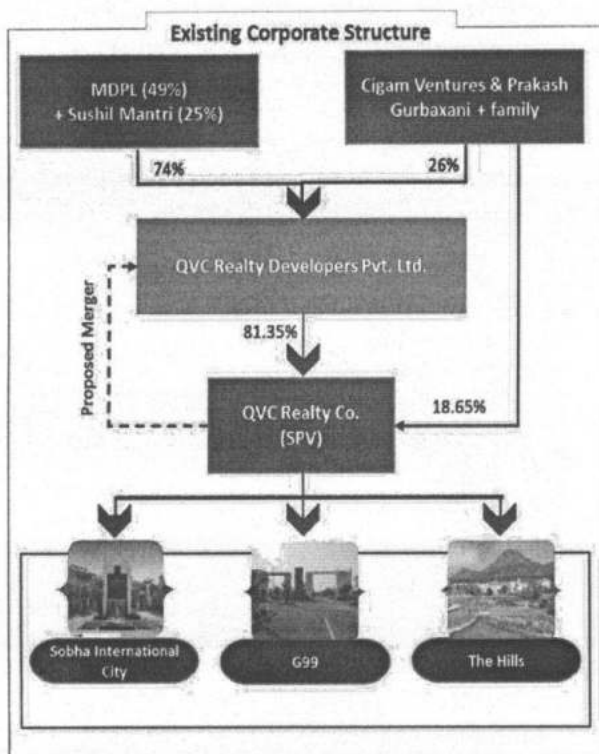 Existing Corporate Structure
MDPL (49%)
+ Sushil Mantri (25%)
Cigam Ventures & Prakash
Gurbaxani + family
74%
26%
QVC Realty Developers Pvt. Ltd.
Proposed Merger
81.35%
QVC Realty Co.
(SPV)
18.65%
Sobha International
City
G99
The Hills